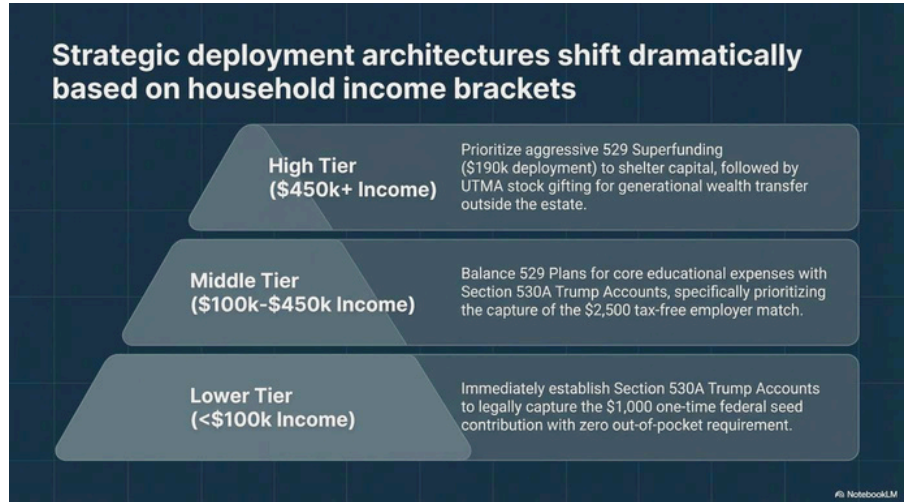 Strategic deployment architectures shift dramatically
based on household income brackets
High Tier
($450k+ Income)
Prioritize aggressive 529 Superfunding
($190k deployment) to shelter capital, followed by
UTMA stock gifting for generational wealth transfer
outside the estate.
Middle Tier
($100k-$450k Income)
Balance 529 Plans for core educational expenses with
Section 530A Trump Accounts, specifically prioritizing
the capture of the $2,500 tax-free employer match.
Lower Tier
(<$100k Income)
Immediately establish Section 530A Trump Accounts
to legally capture the $1,000 one-time federal seed
contribution with zero out-of-pocket requirement.
NotebookLM